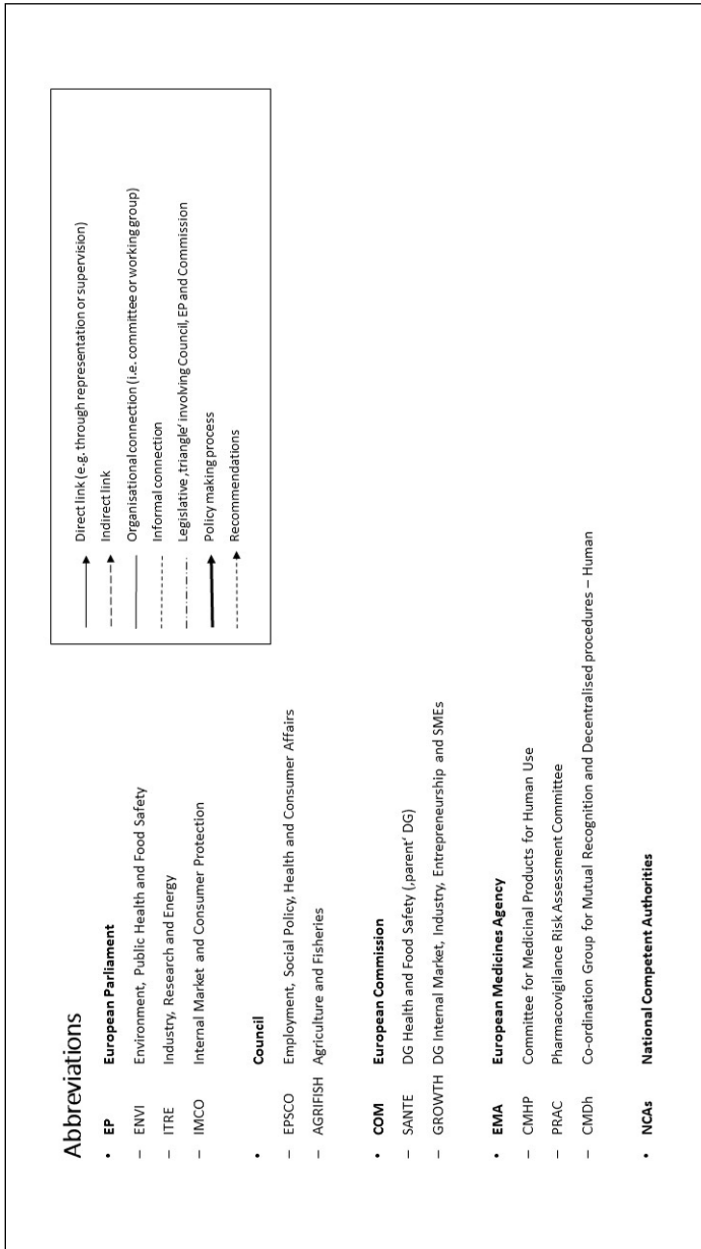 Abbreviations
• EP European Parliament
– ENVI Environment, Public Health and Food Safety
– ITRE Industry, Research and Energy
– IMCO Internal Market and Consumer Protection
• Council
– EPSCO Employment, Social Policy, Health and Consumer Affairs
– AGRIFISH Agriculture and Fisheries
• COM European Commission
– SANTE DG Health and Food Safety (‚parent‘ DG)
– GROWTH DG Internal Market, Industry, Entrepreneurship and SMEs
• EMA European Medicines Agency
– CMHP Committee for Medicinal Products for Human Use
– PRAC Pharmacovigilance Risk Assessment Committee
– CMDh Co-ordination Group for Mutual Recognition and Decentralised procedures – Human
• NCAs National Competent Authorities
Direct link (e.g. through representation or supervision)
Indirect link
Organisational connection (i.e. committee or working group)
Informal connection
Legislative ‚triangle‘ involving Council, EP and Commission
Policy making process
Recommendations